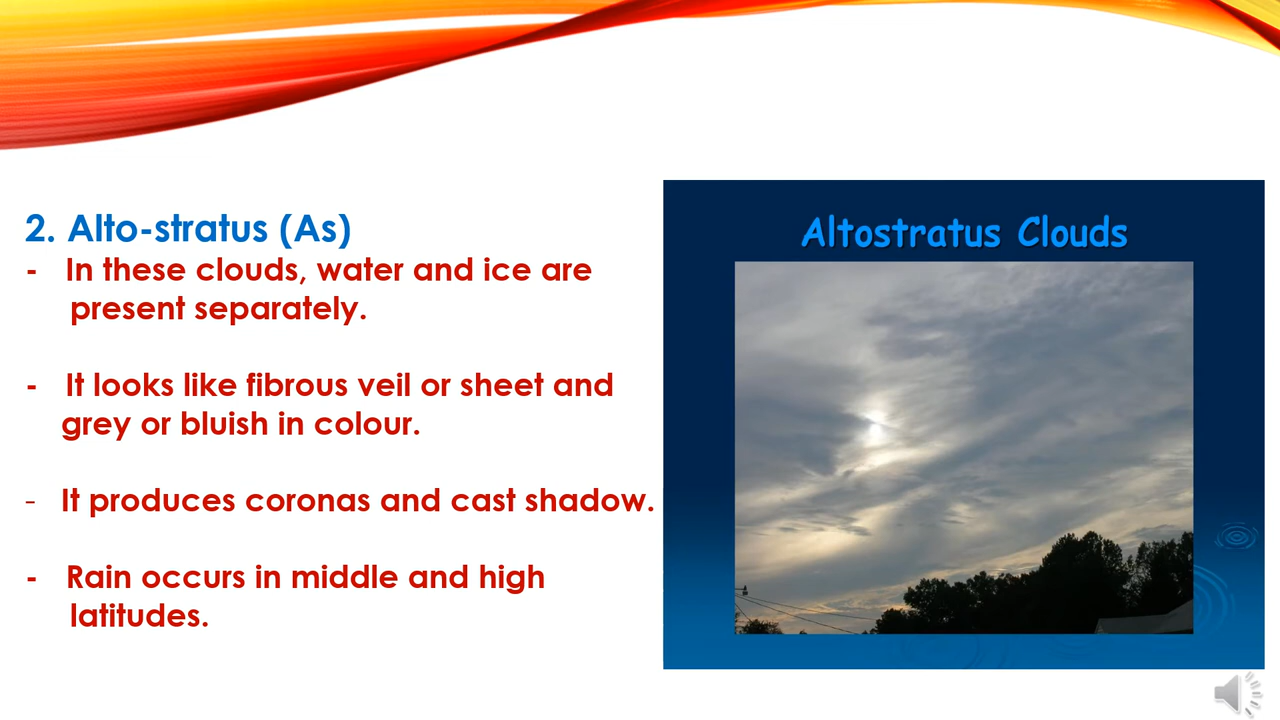 2. Alto-stratus (As)
- In these clouds, water and ice are
present separately.
- It looks like fibrous veil or sheet and
grey or bluish in colour.
- It produces coronas and cast shadow.
- Rain occurs in middle and high
latitudes.
Altostratus Clouds